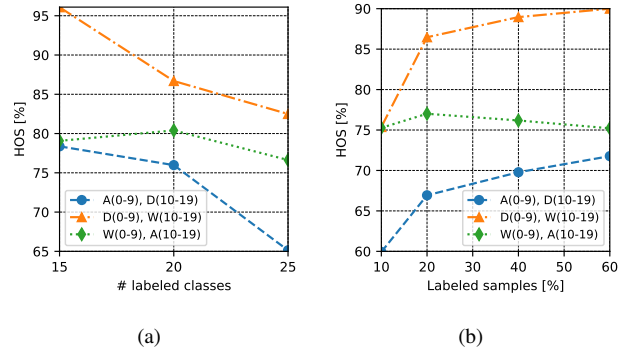 95
90
85
80
75
70
65
HOS [%]
A(0-9), D(10-19)
D(0-9), W(10-19)
W(0-9), A(10-19)
15 20 25
# labeled classes
(a)
90
85
80
75
70
65
60
HOS [%]
A(0-9), D(10-19)
D(0-9), W(10-19)
W(0-9), A(10-19)
10 20 30 40 50 60
Labeled samples [%]
(b)